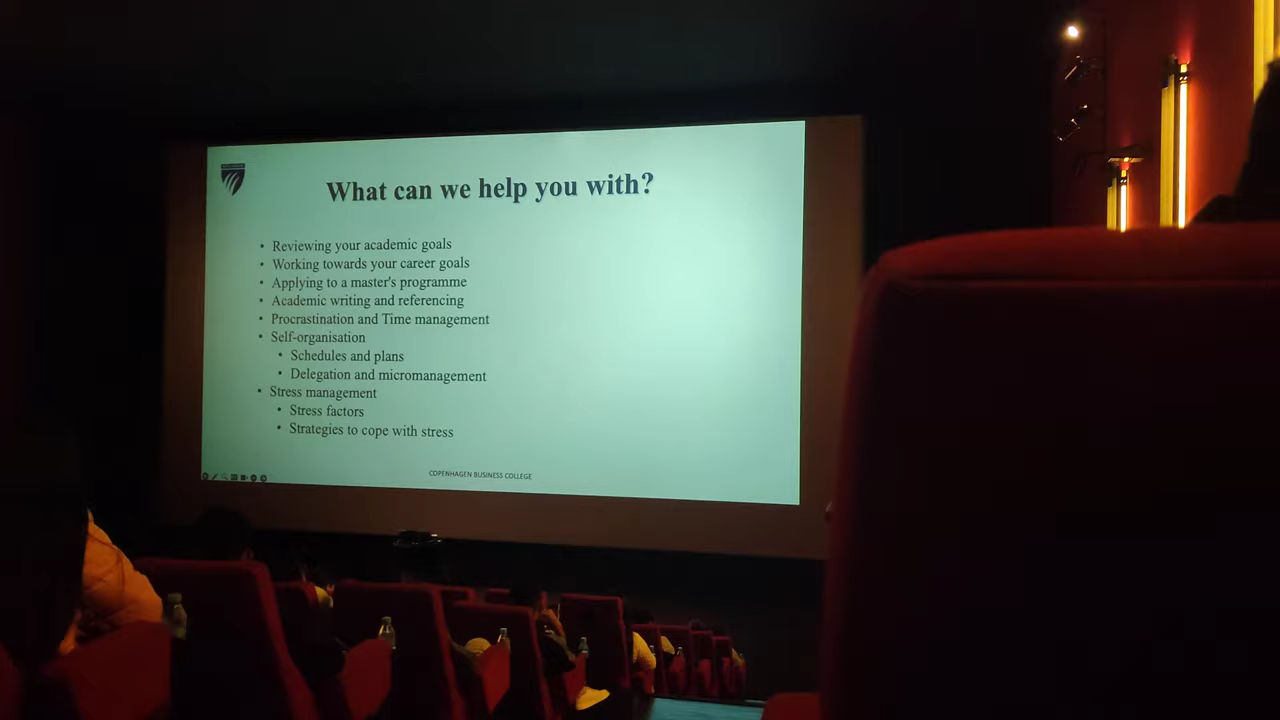 What can we help you with?
• Reviewing your academic goals
• Working towards your career goals
• Applying to a master's programme
• Academic writing and referencing
• Procrastination and Time management
• Self-organisation
• Schedules and plans
• Delegation and micromanagement
• Stress management
• Stress factors
• Strategies to cope with stress
COPENHAGEN BUSINESS COLLEGE